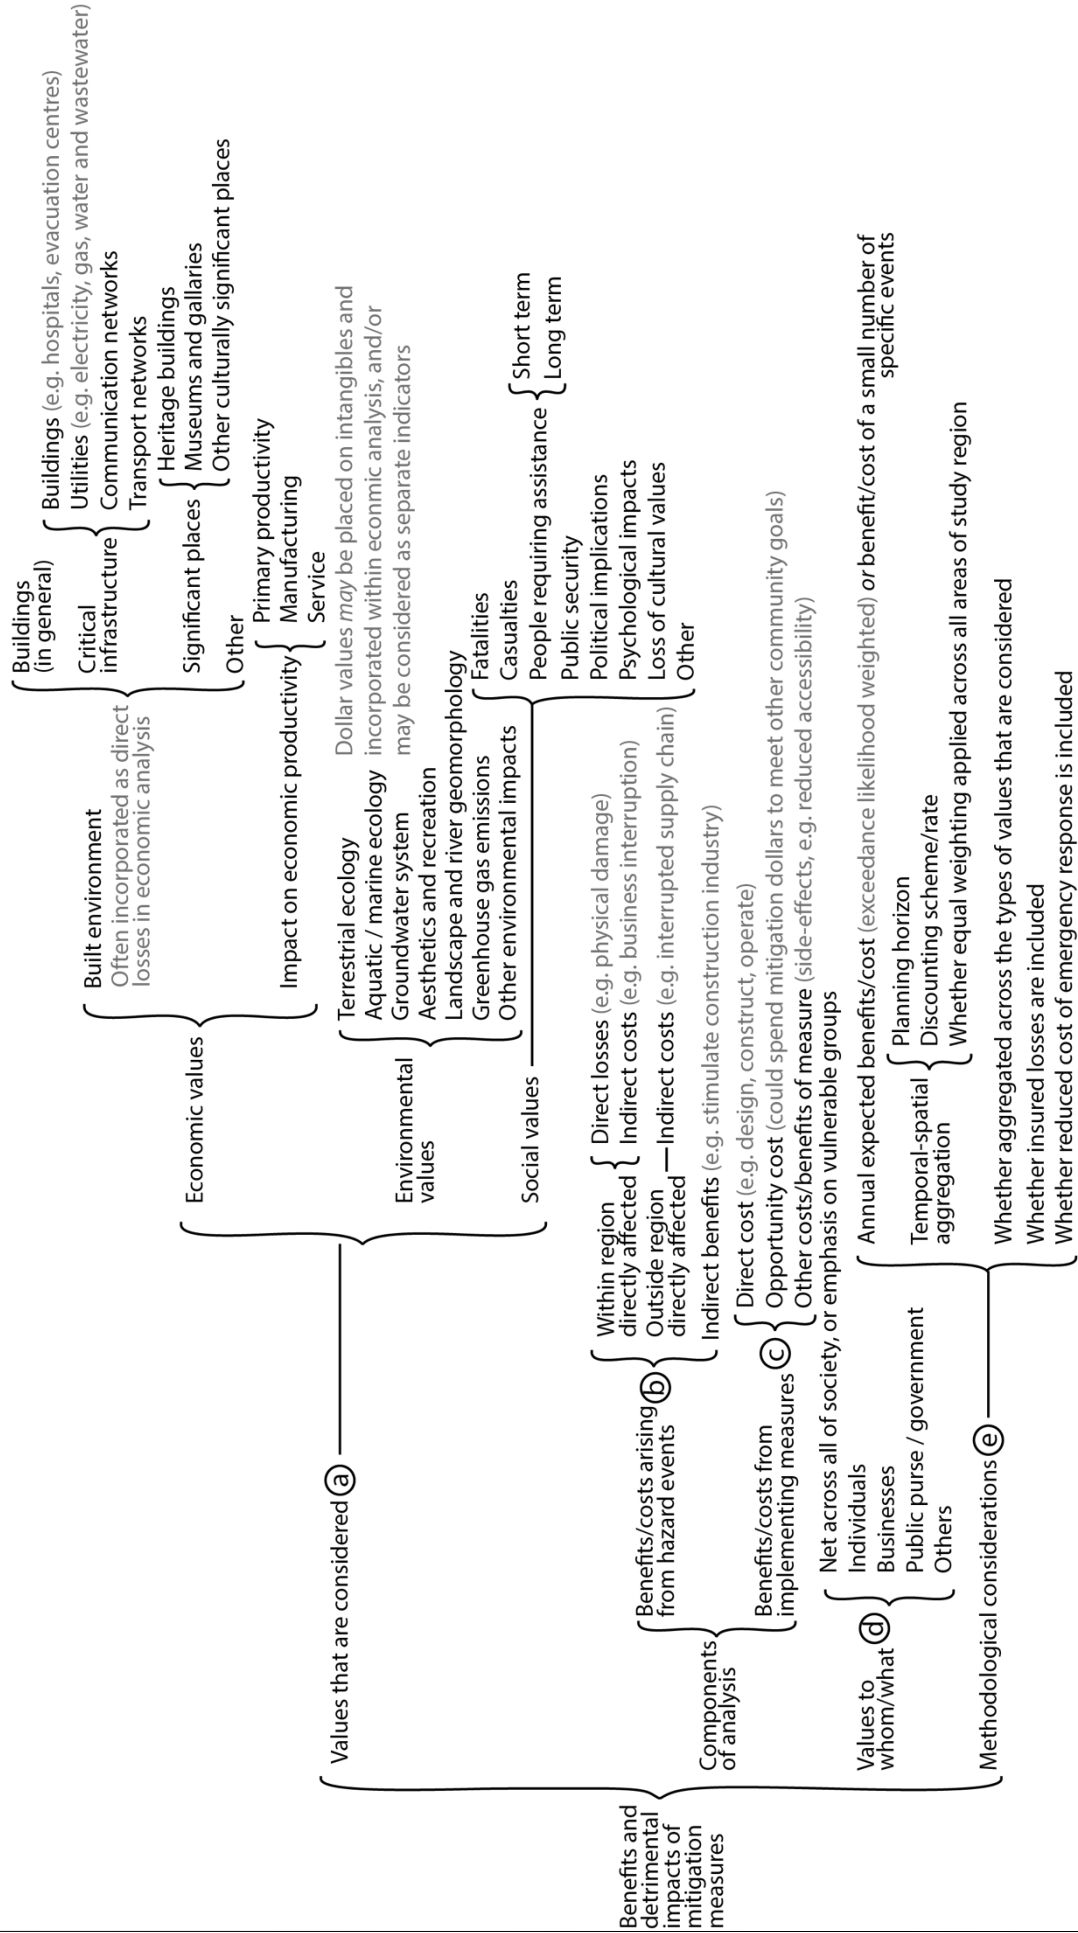 Benefits and
detrimental
impacts of
mitigation
measures
Values that are considered
a
Economic values
Built environment
Often incorporated as direct
losses in economic analysis
Buildings
(in general)
Critical
infrastructure
Buildings (e.g. hospitals, evacuation centres)
Utilities (e.g. electricity, gas, water and wastewater)
Communication networks
Transport networks
Significant places
Heritage buildings
Museums and gallaries
Other culturally significant places
Other
Impact on economic productivity
Primary productivity
Manufacturing
Service
Environmental
values
Terrestrial ecology
Aquatic / marine ecology
Groundwater system
Aesthetics and recreation
Landscape and river geomorphology
Greenhouse gas emissions
Other environmental impacts
Dollar values may be placed on intangibles and
incorporated within econmic analysis, and/or
may be considered as separate indicators
Social values
Fatalities
Casualties
People requiring assistance
Short term
Long term
Public security
Political implications
Psychological impacts
Loss of cultural values
Other
Components
of analysis
Benefits/costs arising
from hazard events
b
Within region
directly affected
Direct losses (e.g. physical damage)
Indirect costs (e.g. business interruption)
Outside region
directly affected
Indirect costs (e.g. interrupted supply chain)
Indirect benefits (e.g. stimulate construction industry)
Benefits/costs from
implementing measures
c
Direct cost (e.g. design, construct, operate)
Opportunity cost (could spend mitigation dollars to meet other community goals)
Other costs/benefits of measure (side-effects, e.g. reduced accessibility)
Values to
whom/what
d
Net across all of society, or emphasis on vulnerable groups
Individuals
Businesses
Public purse / government
Others
Methodological considerations
e
Annual expected benefits/cost (exceedance likelihood weighted) or benefit/cost of a small number of
specific events
Temporal-spatial
aggregation
Planning horizon
Discounting scheme/rate
Whether equal weighting applied across all areas of study region
Whether aggregated across the types of values that are considered
Whether insured losses are included
Whether reduced cost of emergency response is included